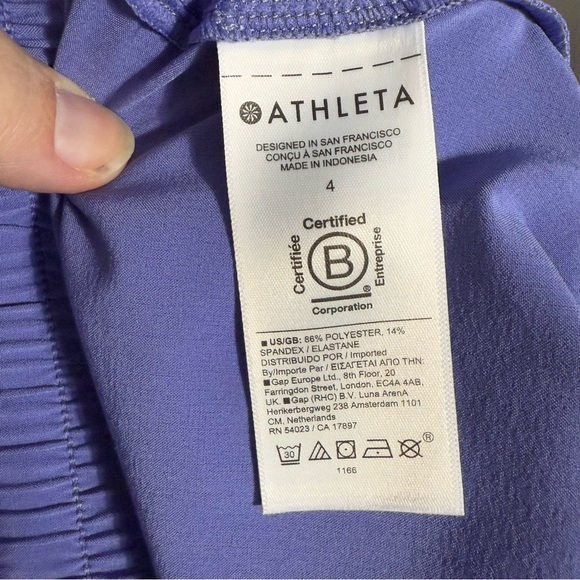 ATHLETA
DESIGNED IN SAN FRANCISCO
CONÇU À SAN FRANCISCO
MADE IN INDONESIA
4
Certified
Certifiée
B
Entreprise
®
Corporation
■ US/GB: 86% POLYESTER, 14%
SPANDEX / ELASTANE
DISTRIBUIDO POR / Imported
By/Importe Par / ΕΙΣΑΓΕΤΑΙ ΑΠΟ ΤΗΝ:
■Gap Europe Ltd., 8th Floor, 20
Farringdon Street, London, EC4A 4AB,
UK. ■Gap (RHC) B.V. Luna ArenA
Herikerbergweg 238 Amsterdam 1101
CM, Netherlands
RN 54023 / CA 17897
30 ®
1166